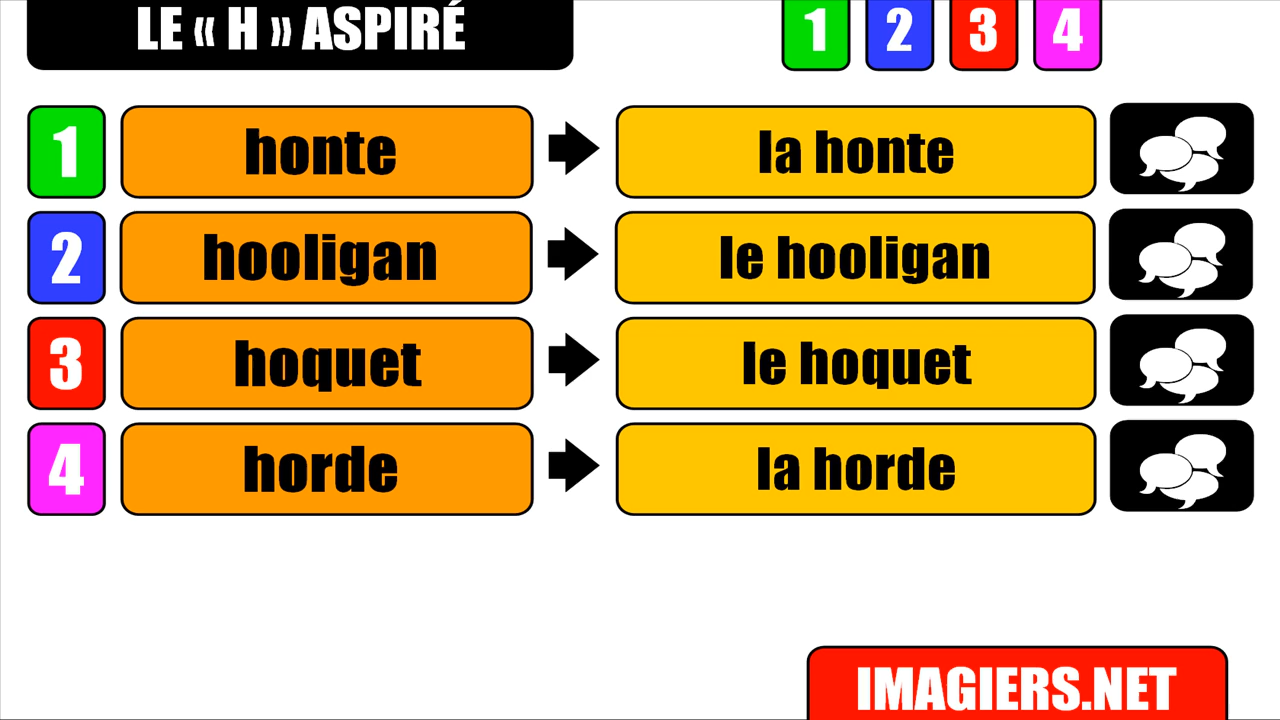 LE « H » ASPIRÉ
1 2 3 4
1 honte la honte
2 hooligan le hooligan
3 hoquet le hoquet
4 horde la horde
IMAGIERS.NET